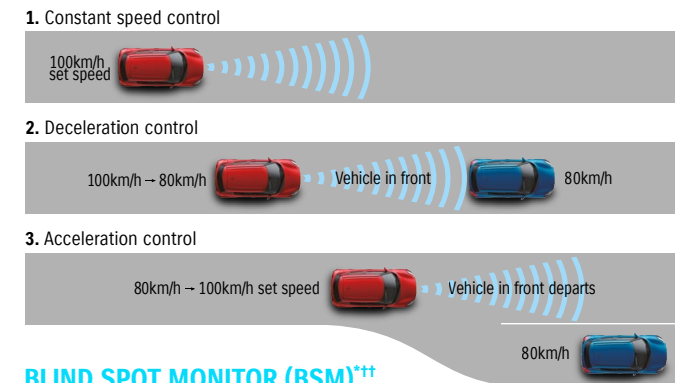 1. Constant speed control
100km/h
set speed
2. Deceleration control
100km/h → 80km/h
Vehicle in front
80km/h
3. Acceleration control
80km/h → 100km/h set speed
Vehicle in front departs
80km/h
BLIND SPOT MONITOR (BSM)*††